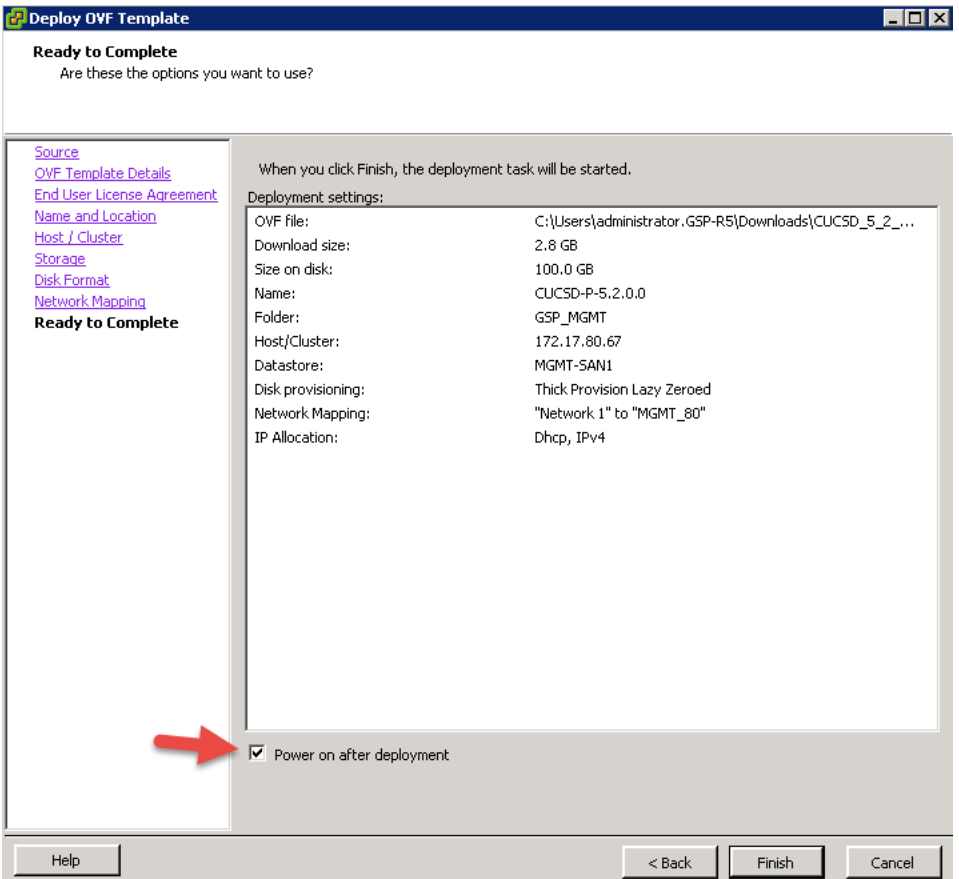 Deploy OVF Template
Ready to Complete
Are these the options you want to use?
Source
OVF Template Details
End User License Agreement
Name and Location
Host / Cluster
Storage
Disk Format
Network Mapping
Ready to Complete
When you click Finish, the deployment task will be started.
Deployment settings:
OVF file: C:\Users\administrator.GSP-R5\Downloads\CUCSD_5_2_...
Download size: 2.8 GB
Size on disk: 100.0 GB
Name: CUCSD-P-5.2.0.0
Folder: GSP_MGMT
Host/Cluster: 172.17.80.67
Datastore: MGMT-SAN1
Disk provisioning: Thick Provision Lazy Zeroed
Network Mapping: "Network 1" to "MGMT_80"
IP Allocation: Dhcp, IPv4
Power on after deployment
Help < Back Finish Cancel